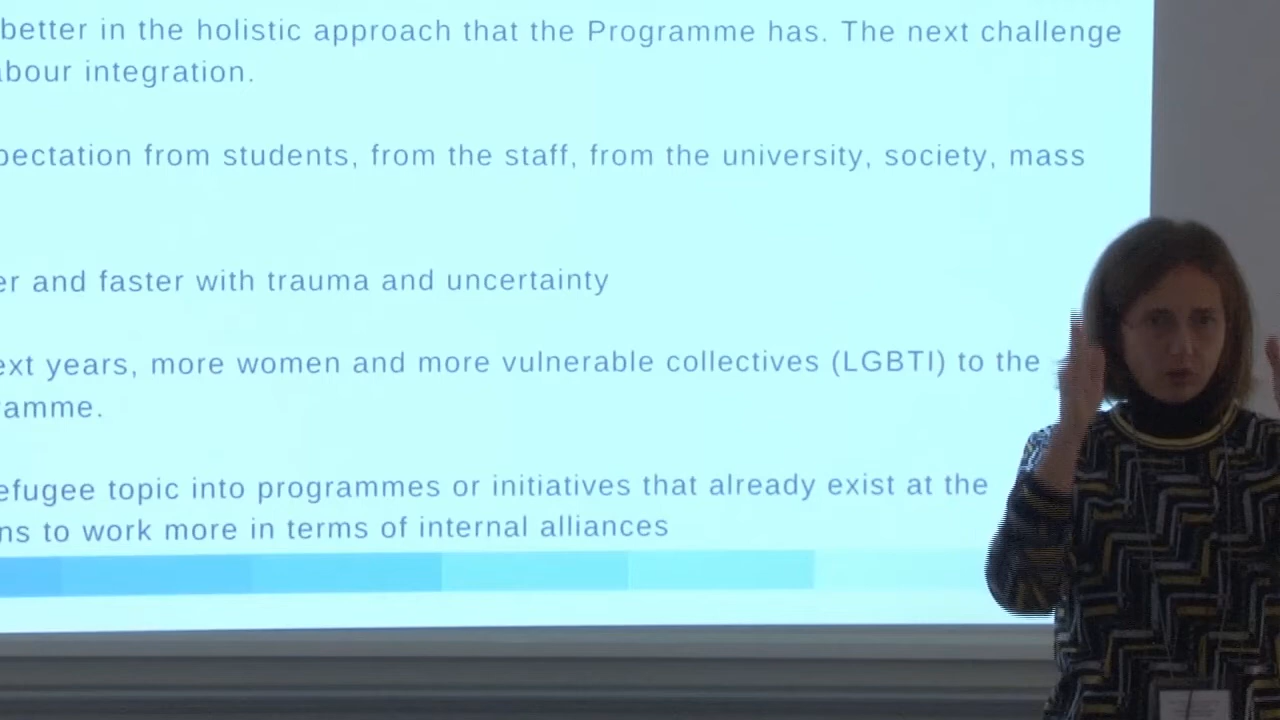 better in the holistic approach that the Programme has. The next challenge
bour integration.
pectation from students, from the staff, from the university, society, mass
er and faster with trauma and uncertainty
ext years, more women and more vulnerable collectives (LGBTI) to the
ramme.
efugee topic into programmes or initiatives that already exist at the
ns to work more in terms of internal alliances